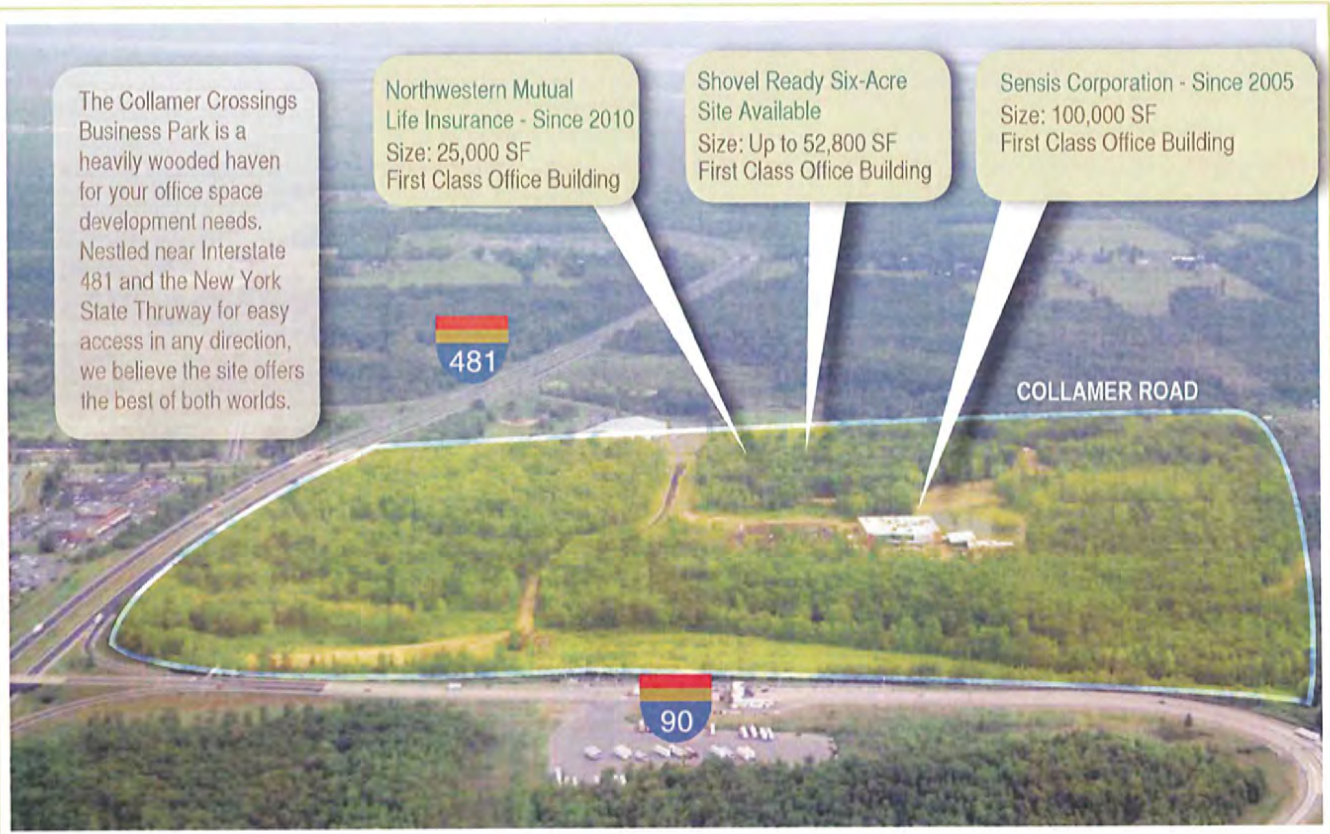 The Collamer Crossings
Business Park is a
heavily wooded haven
for your office space
development needs.
Nestled near Interstate
481 and the New York
State Thruway for easy
access in any direction,
we believe the site offers
the best of both worlds.
Northwestern Mutual
Life Insurance - Since 2010
Size: 25,000 SF
First Class Office Building
Shovel Ready Six-Acre
Site Available
Size: Up to 52,800 SF
First Class Office Building
Sensis Corporation - Since 2005
Size: 100,000 SF
First Class Office Building
481
COLLAMER ROAD
90